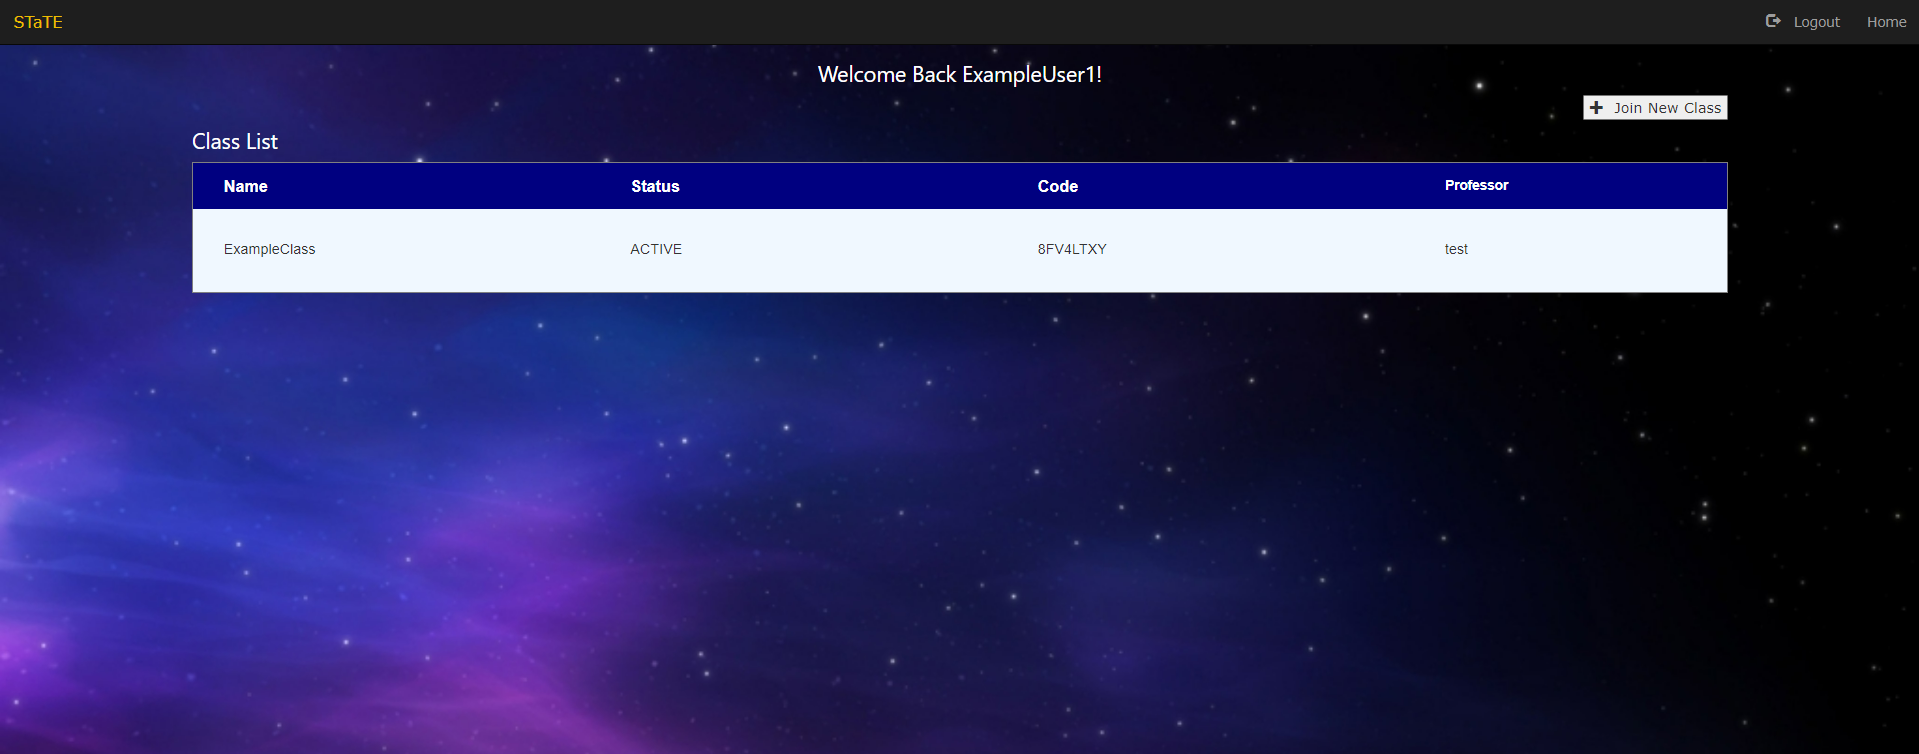 STaTE
Logout Home
Welcome Back ExampleUser1!
Join New Class
Class List
Name Status Code Professor
ExampleClass ACTIVE 8FV4LTXY test